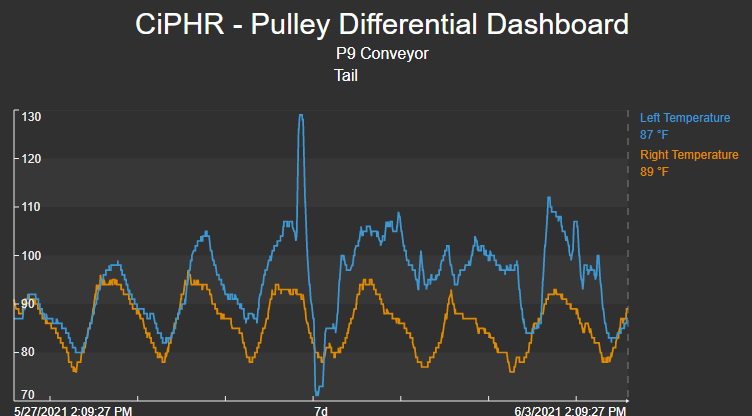 CiPHR - Pulley Differential Dashboard
P9 Conveyor
Tail
130
120
110
100
90
80
70
Left Temperature
87 °F
Right Temperature
89 °F
5/27/2021 2:09:27 PM 7d 6/3/2021 2:09:27 PM